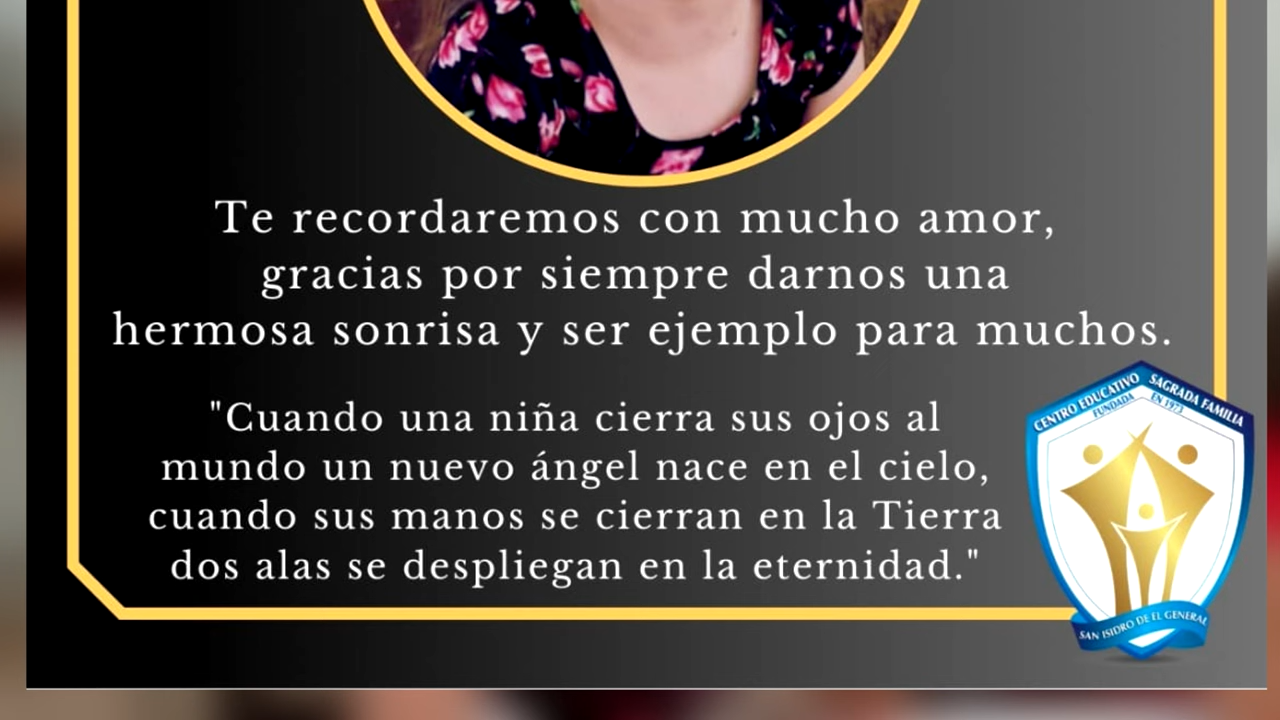 Te recordaremos con mucho amor,
gracias por siempre darnos una
hermosa sonrisa y ser ejemplo para muchos.
"Cuando una niña cierra sus ojos al
mundo un nuevo ángel nace en el cielo,
cuando sus manos se cierran en la Tierra
dos alas se despliegan en la eternidad."
CENTRO EDUCATIVO SAGRADA FAMILIA
FUNDADA EN 1973
SAN ISIDRO DE EL GENERAL